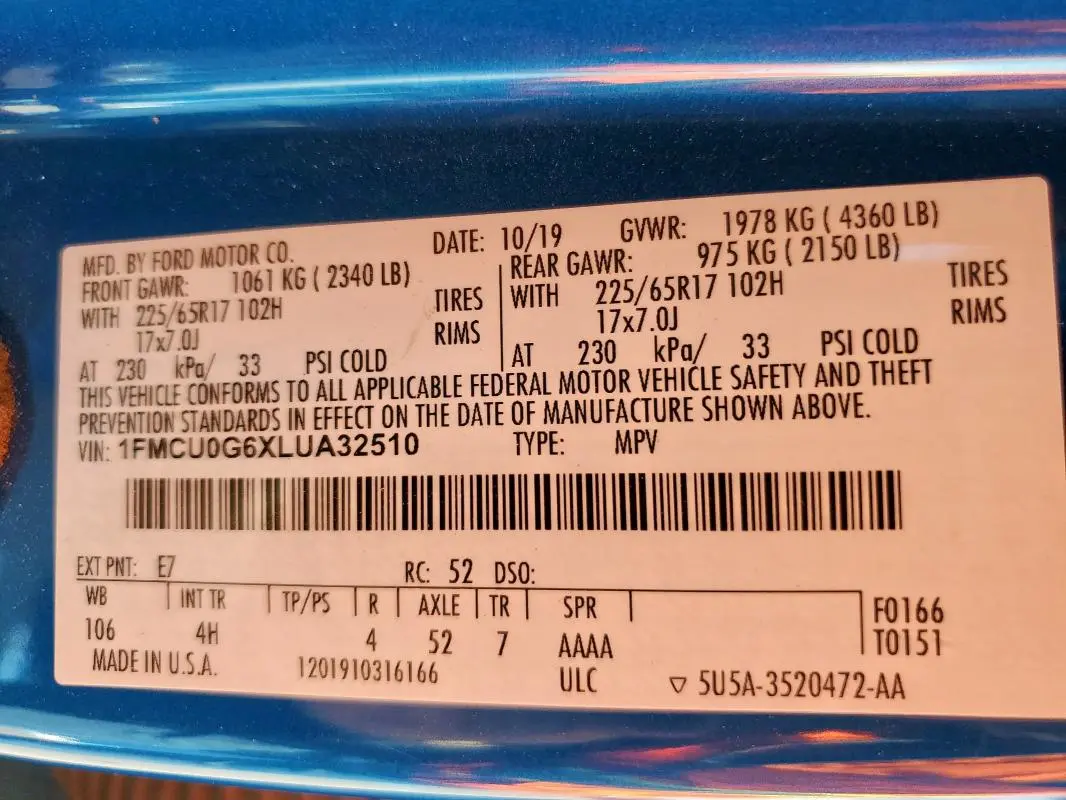 MFD. BY FORD MOTOR CO. DATE: 10/19 GVWR: 1978 KG ( 4360 LB)
FRONT GAWR: 1061 KG ( 2340 LB) REAR GAWR: 975 KG ( 2150 LB)
WITH 225/65R17 102H TIRES WITH 225/65R17 102H TIRES
17x7.0J RIMS 17x7.0J RIMS
AT 230 kPa/ 33 PSI COLD AT 230 kPa/ 33 PSI COLD
THIS VEHICLE CONFORMS TO ALL APPLICABLE FEDERAL MOTOR VEHICLE SAFETY AND THEFT
PREVENTION STANDARDS IN EFFECT ON THE DATE OF MANUFACTURE SHOWN ABOVE.
VIN: 1FMCU0G6XLUA32510 TYPE: MPV
EXT PNT: E7 RC: 52 DSO:
WB INT TR TP/PS R AXLE TR SPR F0166
106 4H 4 52 7 AAAA T0151
MADE IN U.S.A. 1201910316166 ULC ▽ 5U5A-3520472-AA